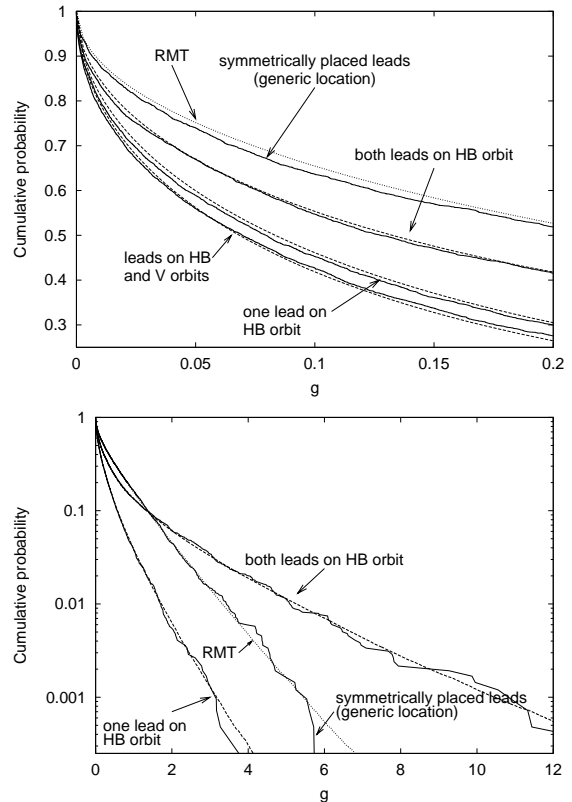 1
0.9
0.8
0.7
0.6
0.5
0.4
0.3
0
0.05
0.1
0.15
0.2
Cumulative probability
g
RMT
symmetrically placed leads
(generic location)
both leads on HB orbit
leads on HB
and V orbits
one lead on
HB orbit
1
0.1
0.01
0.001
0
2
4
6
8
10
12
Cumulative probability
g
both leads on HB orbit
RMT
symmetrically placed leads
(generic location)
one lead on
HB orbit